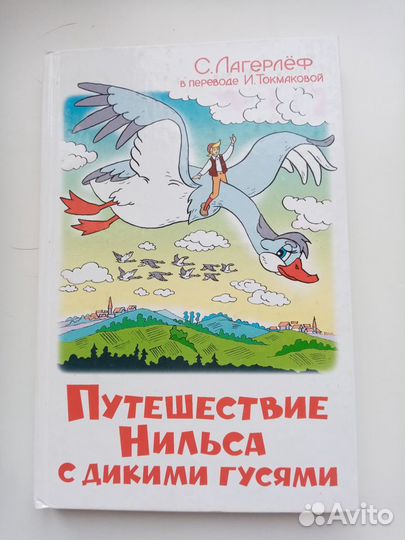 С. Лагерлёф
в переводе И. Токмаковой
Путешествие
Нильса
с дикими гусями
Avito